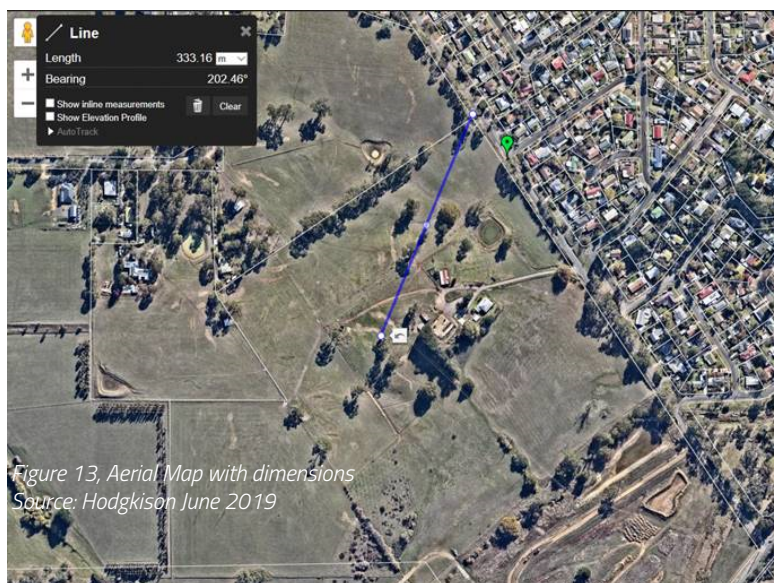 Line
Length 333.16 m
Bearing 202.46°
Show inline measurements
Show Elevation Profile
Clear
AutoTrack
Figure 13, Aerial Map with dimensions
Source: Hodgkison June 2019